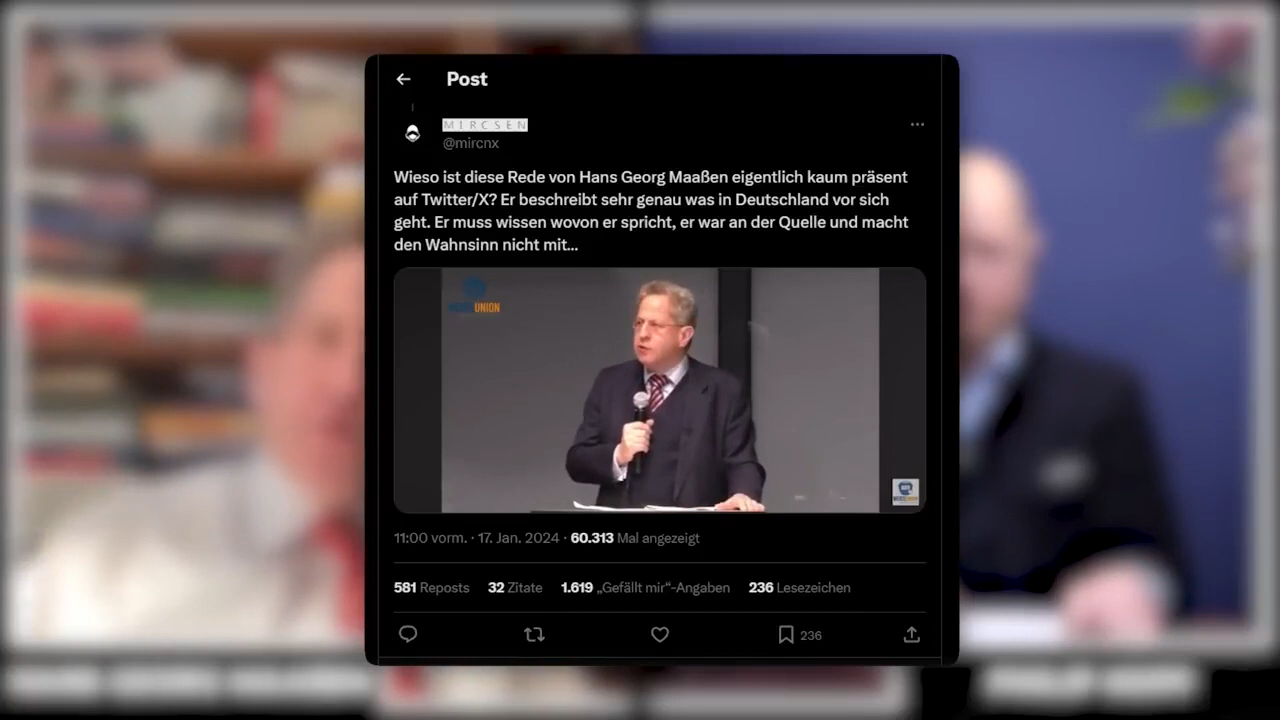 Post
MIRCSEN
@mircnx
Wieso ist diese Rede von Hans Georg Maaßen eigentlich kaum präsent
auf Twitter/X? Er beschreibt sehr genau was in Deutschland vor sich
geht. Er muss wissen wovon er spricht, er war an der Quelle und macht
den Wahnsinn nicht mit...
UNION
11:00 vorm. · 17. Jan. 2024 · 60.313 Mal angezeigt
581 Reposts 32 Zitate 1.619 „Gefällt mir“-Angaben 236 Lesezeichen
236